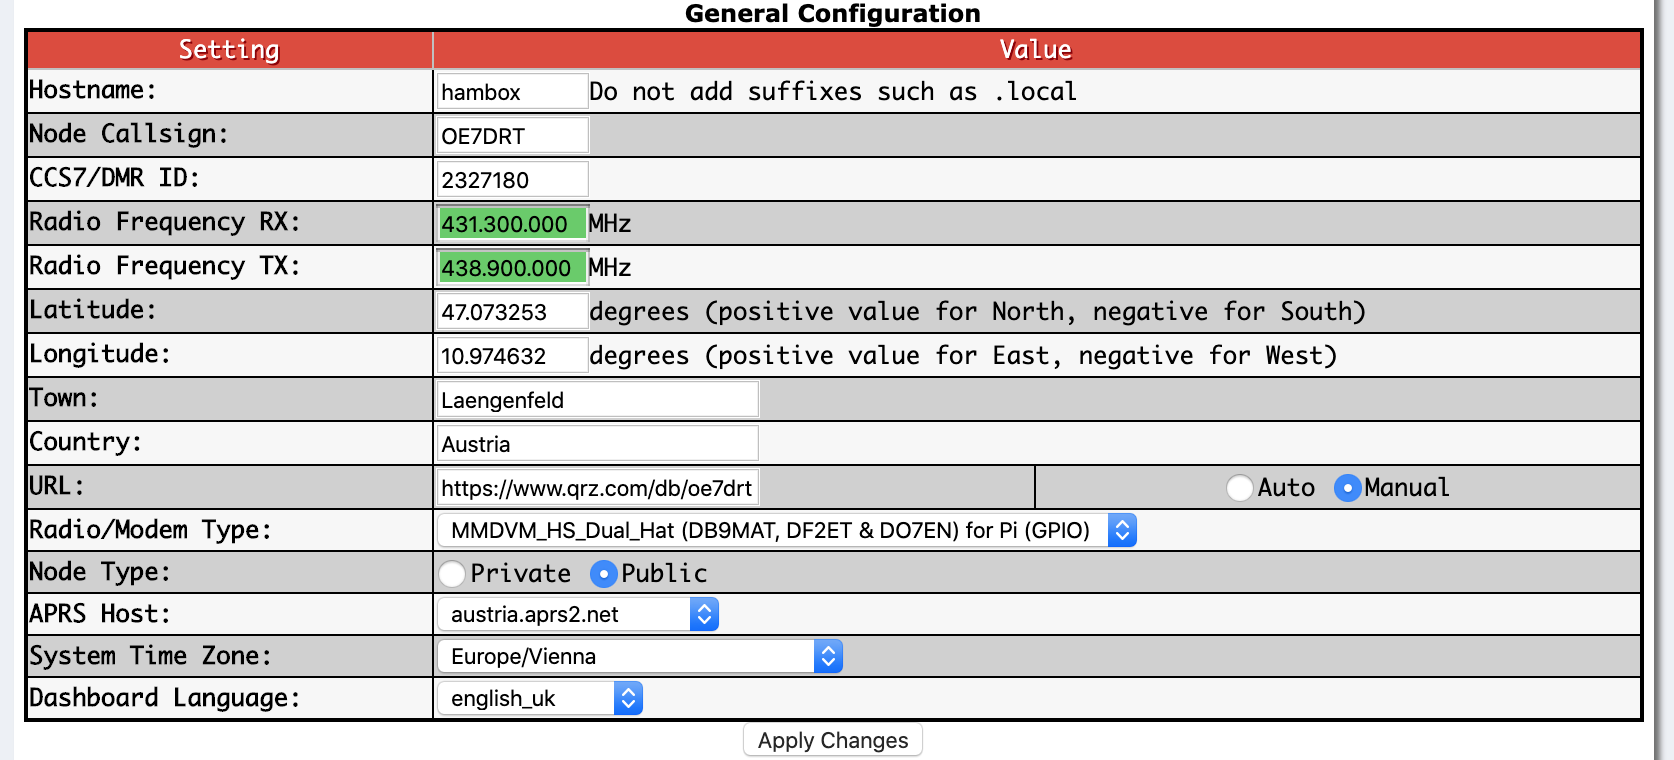 General Configuration
Setting Value
Hostname: hambox Do not add suffixes such as .local
Node Callsign: OE7DRT
CCS7/DMR ID: 2327180
Radio Frequency RX: 431.300.000 MHz
Radio Frequency TX: 438.900.000 MHz
Latitude: 47.073253 degrees (positive value for North, negative for South)
Longitude: 10.974632 degrees (positive value for East, negative for West)
Town: Laengenfeld
Country: Austria
URL: https://www.qrz.com/db/oe7drt Auto Manual
Radio/Modem Type: MMDVM_HS_Dual_Hat (DB9MAT, DF2ET & DO7EN) for Pi (GPIO)
Node Type: Private Public
APRS Host: austria.aprs2.net
System Time Zone: Europe/Vienna
Dashboard Language: english_uk
Apply Changes